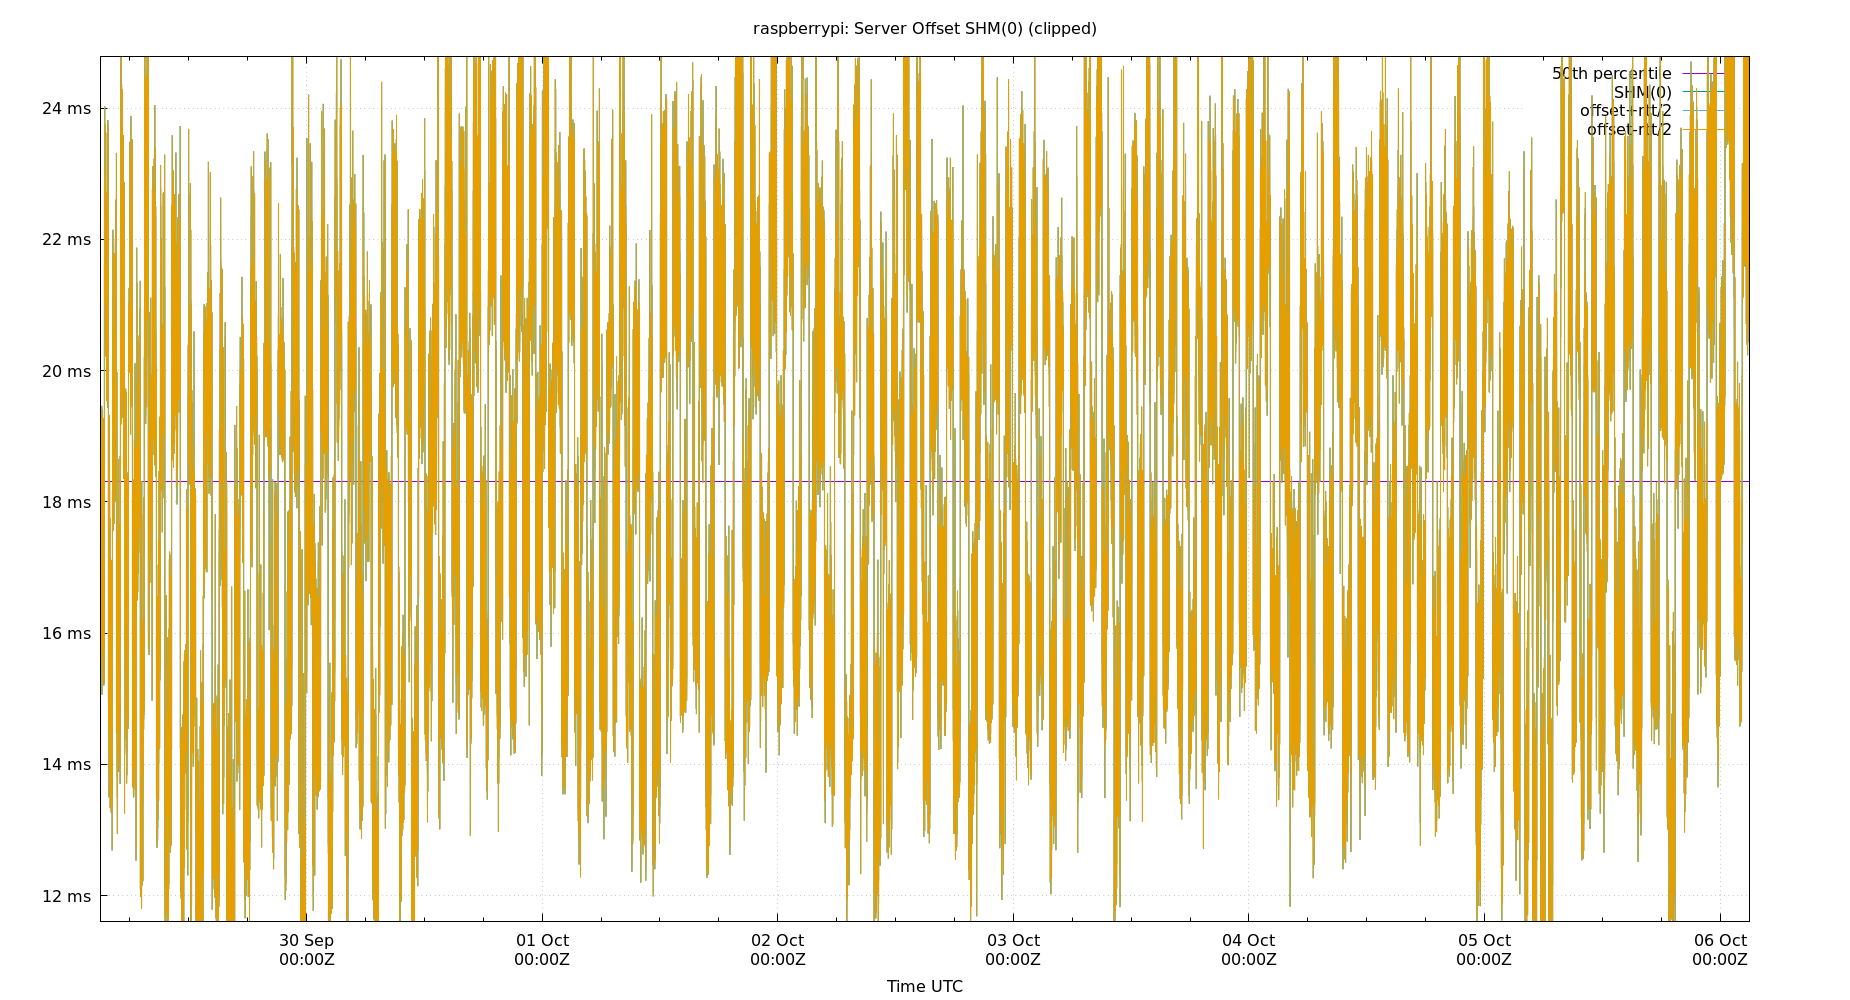 raspberrypi: Server Offset SHM(0) (clipped)
50th percentile
SHM(0)
offset+rtt/2
offset-rtt/2
24 ms
22 ms
20 ms
18 ms
16 ms
14 ms
12 ms
30 Sep
00:00Z
01 Oct
00:00Z
02 Oct
00:00Z
03 Oct
00:00Z
04 Oct
00:00Z
05 Oct
00:00Z
06 Oct
00:00Z
Time UTC